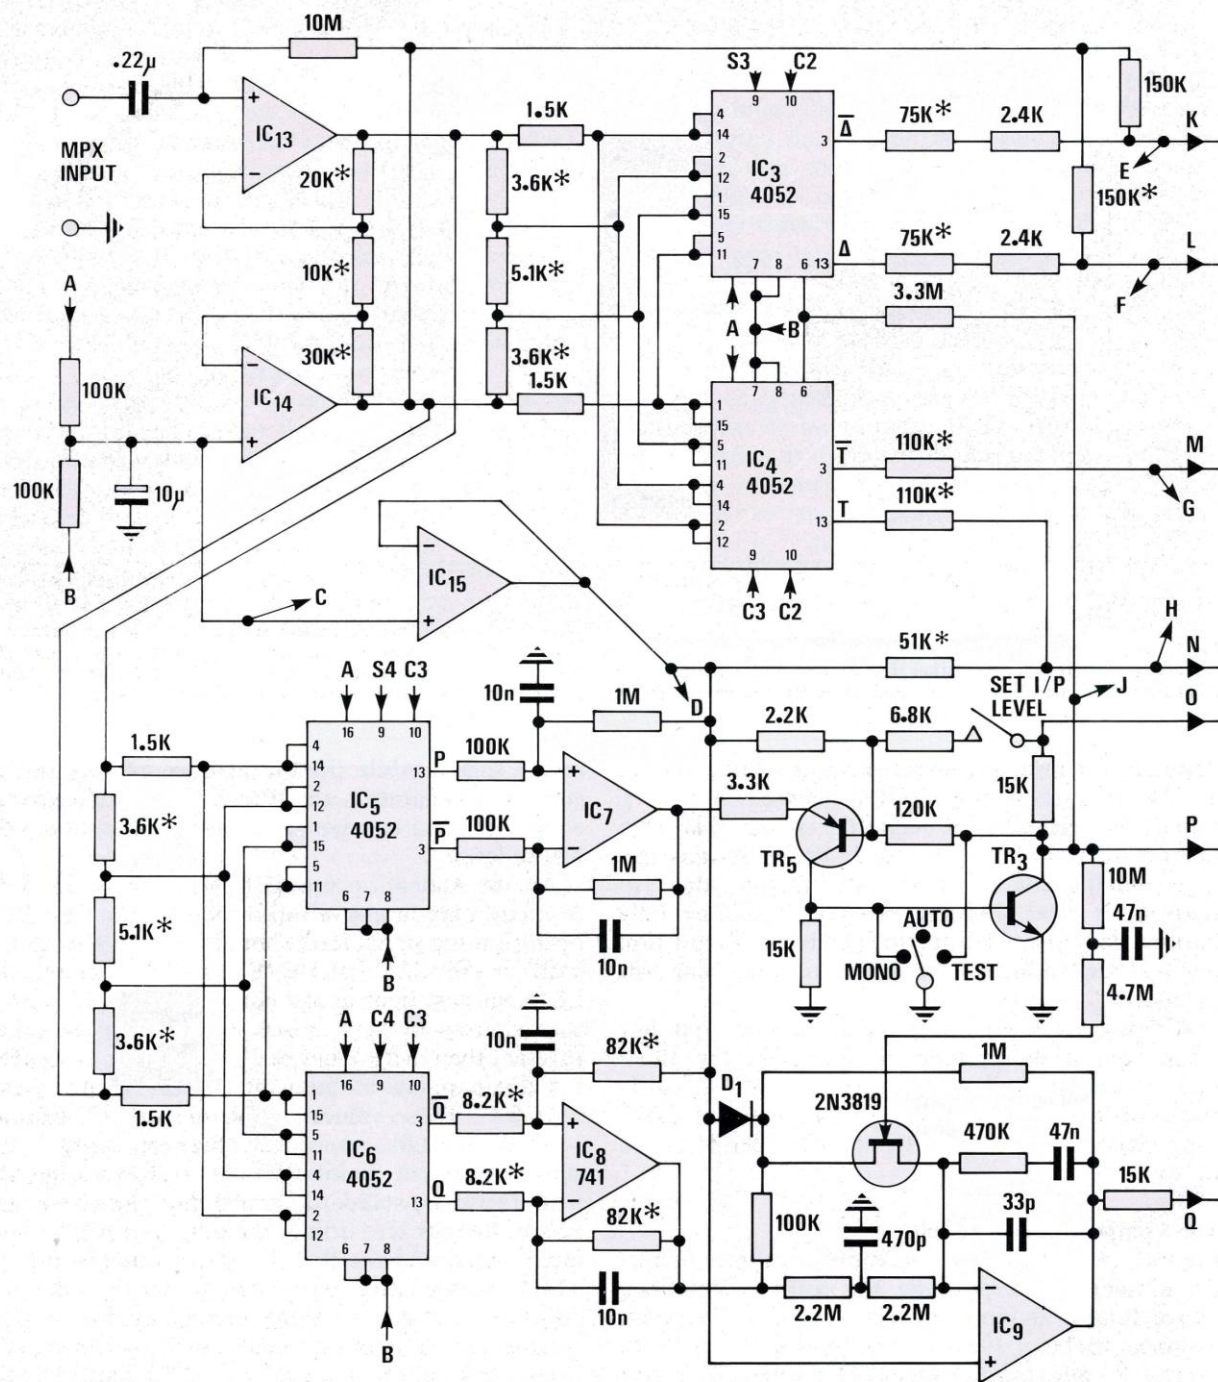 10M
.22µ
S3
C2
150K
IC13
1.5K
9
10
4
14
Δ̅
3
75K*
2.4K
K
MPX
INPUT
20K*
3.6K*
2
12
IC3
4052
E
150K*
1
15
A
10K*
5.1K*
5
11
7
8
6
13
Δ
75K*
2.4K
L
3.3M
F
A
B
100K
30K*
3.6K*
1.5K
IC14
7
8
6
1
15
5
11
IC4
4052
T̅
3
110K*
M
100K
10µ
4
14
G
T
13
110K*
2
12
9
10
IC15
B
C
C3
C2
H
51K*
N
A
S4
C3
10n
1M
D
SET I/P
LEVEL
J
O
16
9
10
2.2K
6.8K
1.5K
4
14
P
13
100K
2
12
IC5
4052
IC7
3.3K
15K
3.6K*
1
15
P̅
3
100K
120K
P
5
11
TR5
TR3
1M
10M
6
7
8
5.1K*
10n
15K
AUTO
47n
MONO
TEST
B
4.7M
A
C4
C3
10n
82K*
3.6K*
1M
16
9
10
D1
1.5K
1
15
Q̅
3
8.2K*
2N3819
5
11
IC6
4052
IC8
741
470K
47n
4
14
Q
13
8.2K*
15K
2
12
82K*
100K
33p
470p
Q
6
7
8
10n
2.2M
2.2M
B
IC9